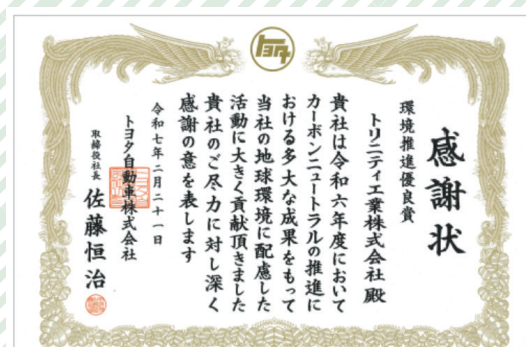 トヨタ
感謝状
環境推進優良賞
トリニティ工業株式会社 殿
貴社は令和六年度において
カーボンニュートラルの推進に
おける多大な成果をもって
当社の地球環境に配慮した
活動に大きく貢献頂きました
貴社のご尽力に対し深く
感謝の意を表します
令和七年二月二十一日
トヨタ自動車株式会社
取締役社長 佐藤恒治